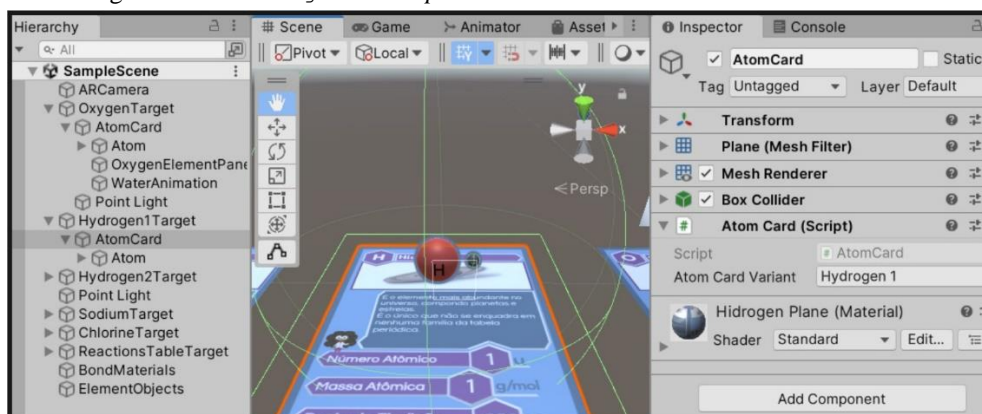 Hierarchy
All
SampleScene
ARCamera
OxygenTarget
AtomCard
Atom
OxygenElementPane
WaterAnimation
Point Light
Hydrogen1Target
AtomCard
Atom
Hydrogen2Target
Point Light
SodiumTarget
ChlorineTarget
ReactionsTableTarget
BondMaterials
ElementObjects
Scene
Game
Animator
Asset
Pivot
Local
y
x
Persp
H
H
É o elemento mais abundante no
universo, compondo planetas e
estrelas.
É o único que não se enquadra em
nenhuma família da tabela
periódica.
Número Atômico 1 u
Massa Atômica 1 g/mol
Inspector
Console
AtomCard
Static
Tag Untagged Layer Default
Transform
Plane (Mesh Filter)
Mesh Renderer
Box Collider
# Atom Card (Script)
Script # AtomCard
Atom Card Variant Hydrogen 1
Hidrogen Plane (Material)
Shader Standard Edit...
Add Component